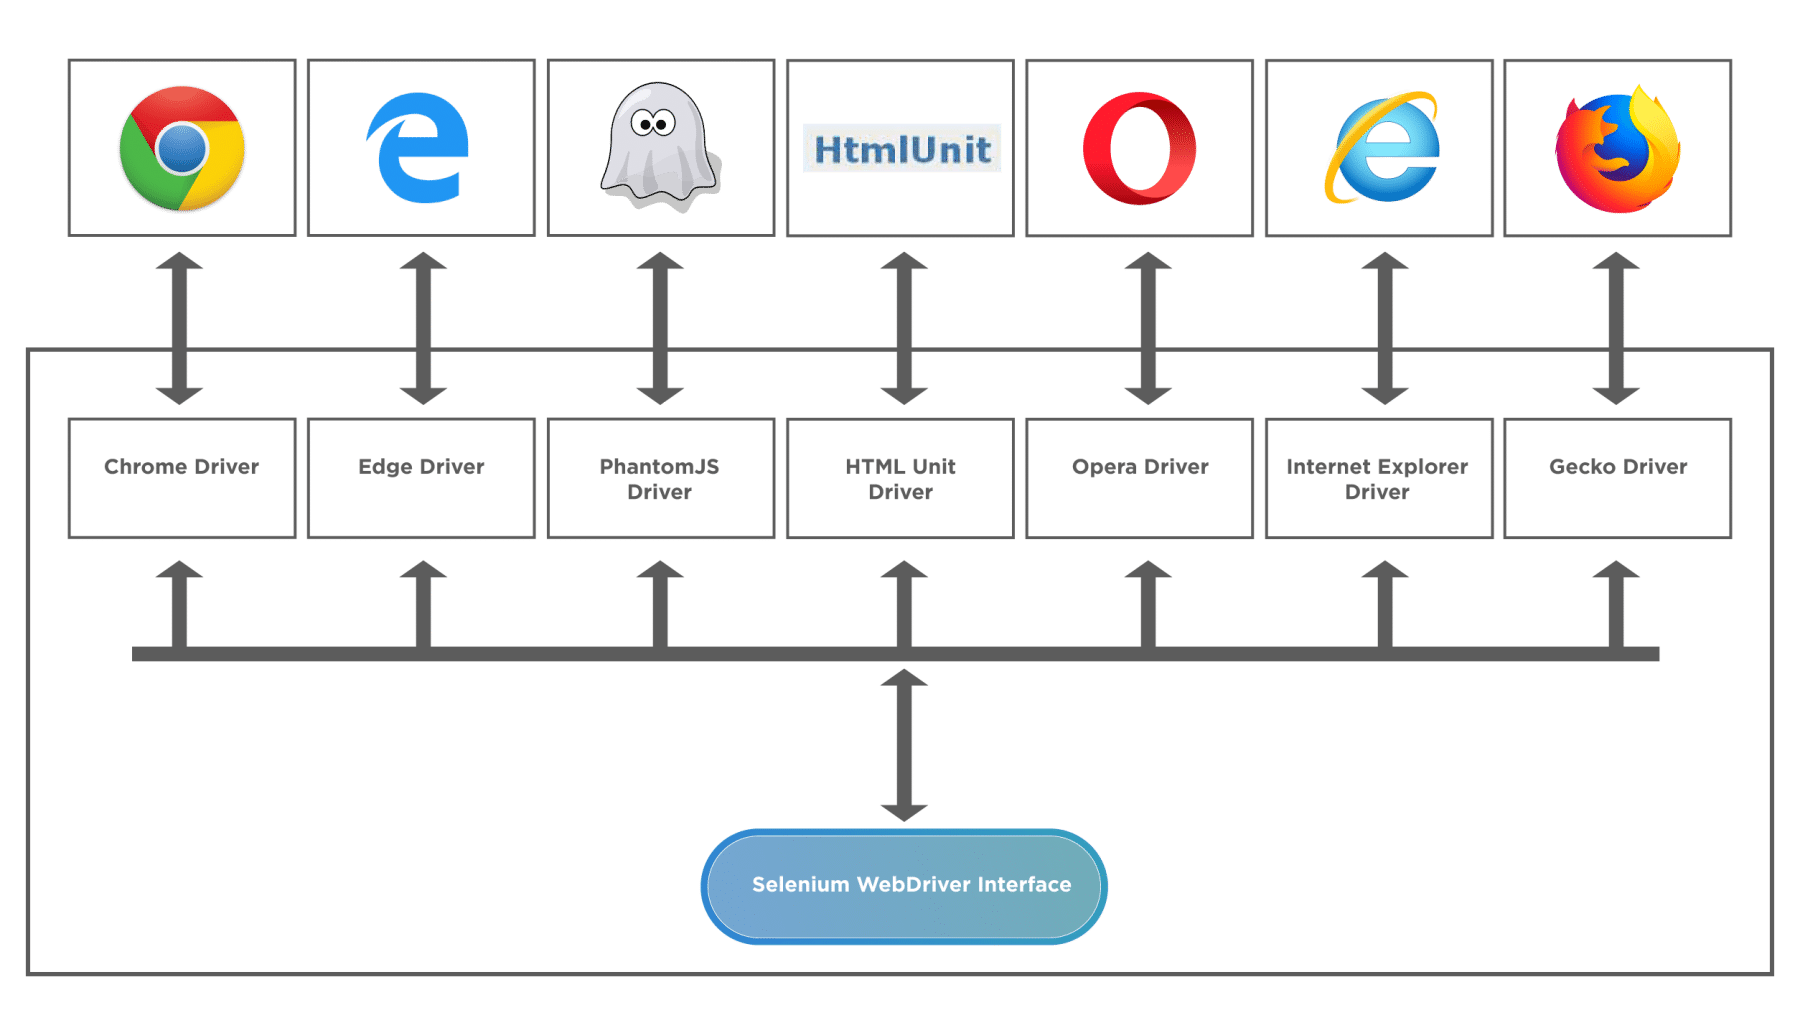 HtmlUnit
Chrome Driver
Edge Driver
PhantomJS
Driver
HTML Unit
Driver
Opera Driver
Internet Explorer
Driver
Gecko Driver
Selenium WebDriver Interface